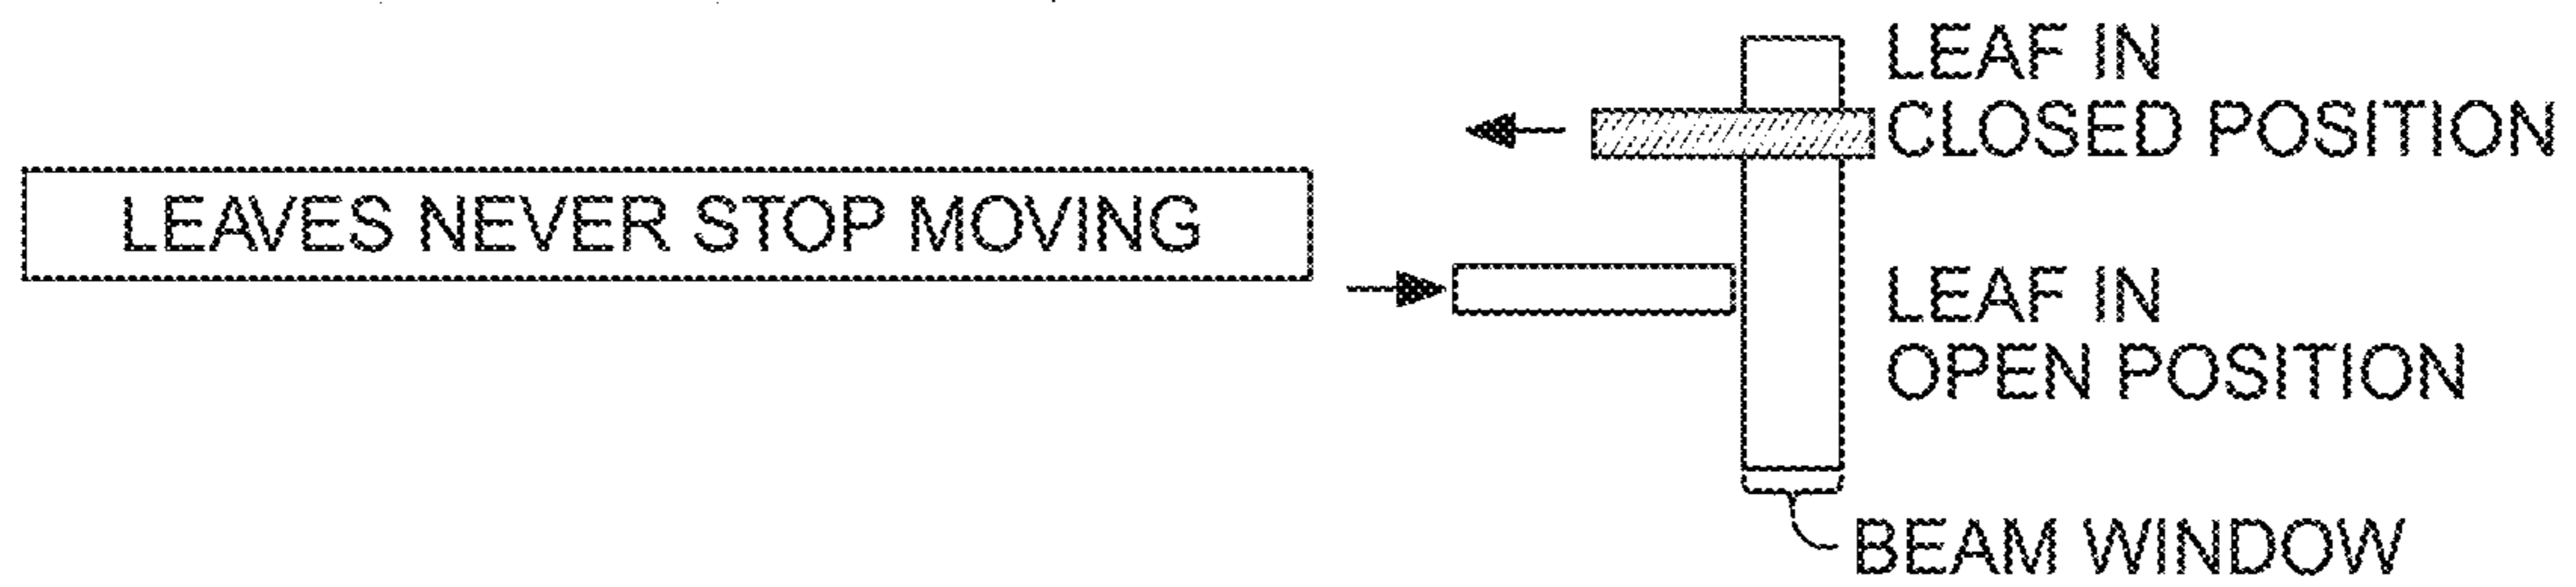 LEAF IN
CLOSED POSITION
LEAVES NEVER STOP MOVING
LEAF IN
OPEN POSITION
BEAM WINDOW